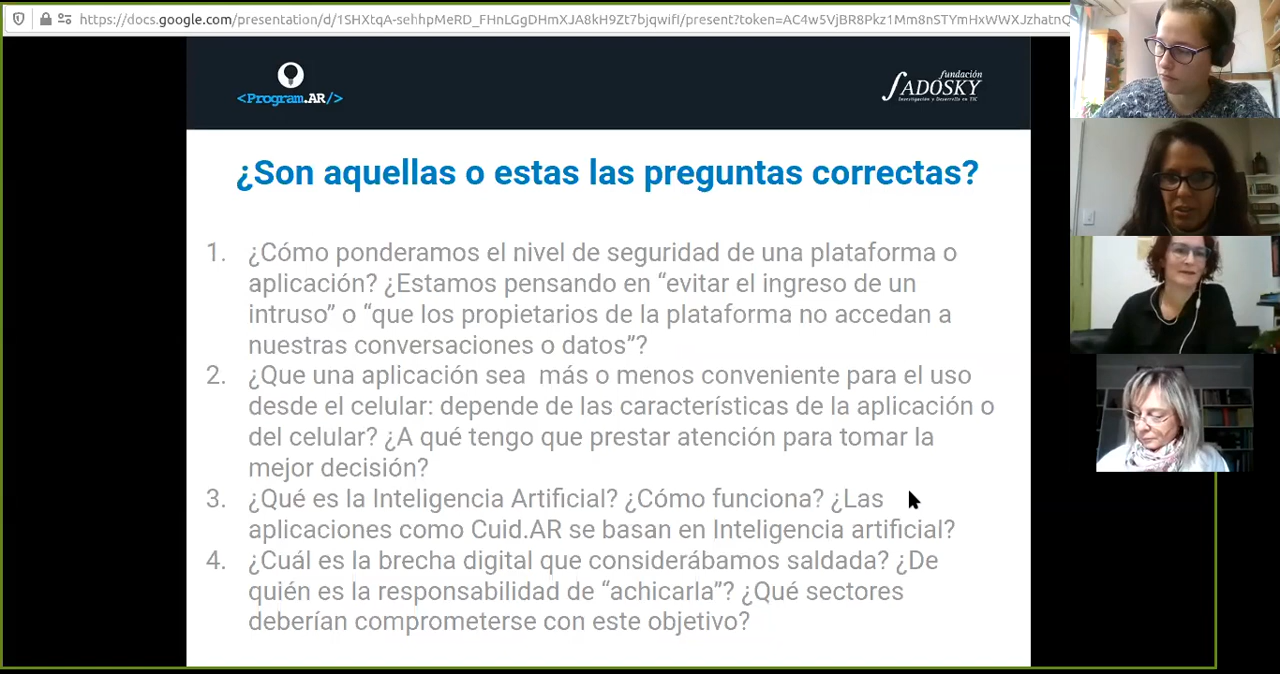 https://docs.google.com/presentation/d/1SHXtqA-sehhpMeRD_FHnLGgDHmXJA8kH9Zt7bjqwifI/present?token=AC4w5VjBR8Pkz1Mm8nSTYmHxWWXJzhatnQ
<Program.AR/>
fundación
SADOSKY
Investigación y Desarrollo en TIC
¿Son aquellas o estas las preguntas correctas?
1. ¿Cómo ponderamos el nivel de seguridad de una plataforma o
aplicación? ¿Estamos pensando en “evitar el ingreso de un
intruso” o “que los propietarios de la plataforma no accedan a
nuestras conversaciones o datos”?
2. ¿Que una aplicación sea  más o menos conveniente para el uso
desde el celular: depende de las características de la aplicación o
del celular? ¿A qué tengo que prestar atención para tomar la
mejor decisión?
3. ¿Qué es la Inteligencia Artificial? ¿Cómo funciona? ¿Las
aplicaciones como Cuid.AR se basan en Inteligencia artificial?
4. ¿Cuál es la brecha digital que considerábamos saldada? ¿De
quién es la responsabilidad de “achicarla”? ¿Qué sectores
deberían comprometerse con este objetivo?